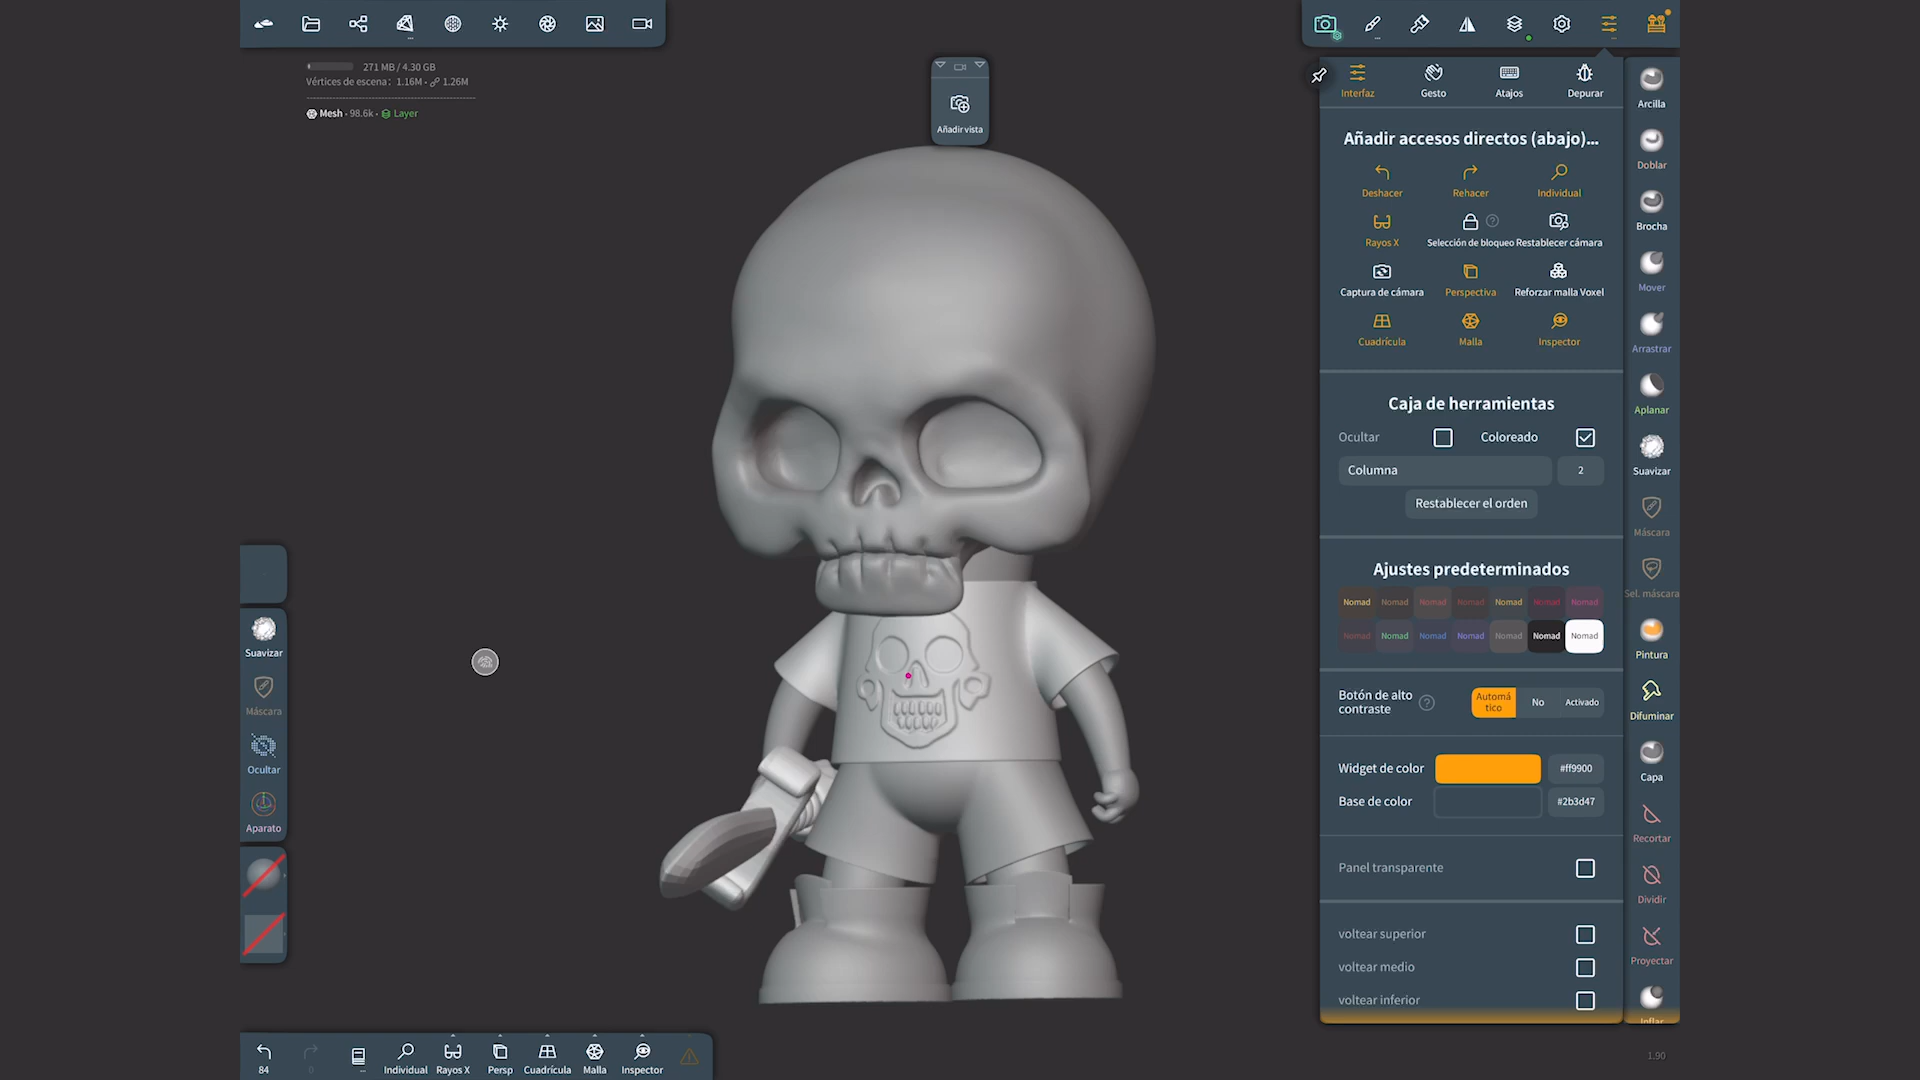 271 MB / 4.30 GB
Vértices de escena: 1.16M • 1.26M
Mesh • 98.6k • Layer
Añadir vista
Interfaz
Gesto
Atajos
Depurar
Añadir accesos directos (abajo)...
Deshacer
Rehacer
Individual
Rayos X
Selección de bloqueo
Restablecer cámara
Captura de cámara
Perspectiva
Reforzar malla Voxel
Cuadrícula
Malla
Inspector
Caja de herramientas
Ocultar
Coloreado
Columna
2
Restablecer el orden
Ajustes predeterminados
Nomad Nomad Nomad Nomad Nomad Nomad Nomad
Nomad Nomad Nomad Nomad Nomad Nomad Nomad
Botón de alto
contraste
?
Automá
tico
No
Activado
Widget de color
#ff9900
Base de color
#2b3d47
Panel transparente
voltear superior
voltear medio
voltear inferior
Arcilla
Doblar
Brocha
Mover
Arrastrar
Aplanar
Suavizar
Máscara
Sel. máscara
Pintura
Difuminar
Capa
Recortar
Dividir
Proyectar
Inflar
1.90
Suavizar
Máscara
Ocultar
Aparato
84
0
Individual
Rayos X
Persp
Cuadrícula
Malla
Inspector